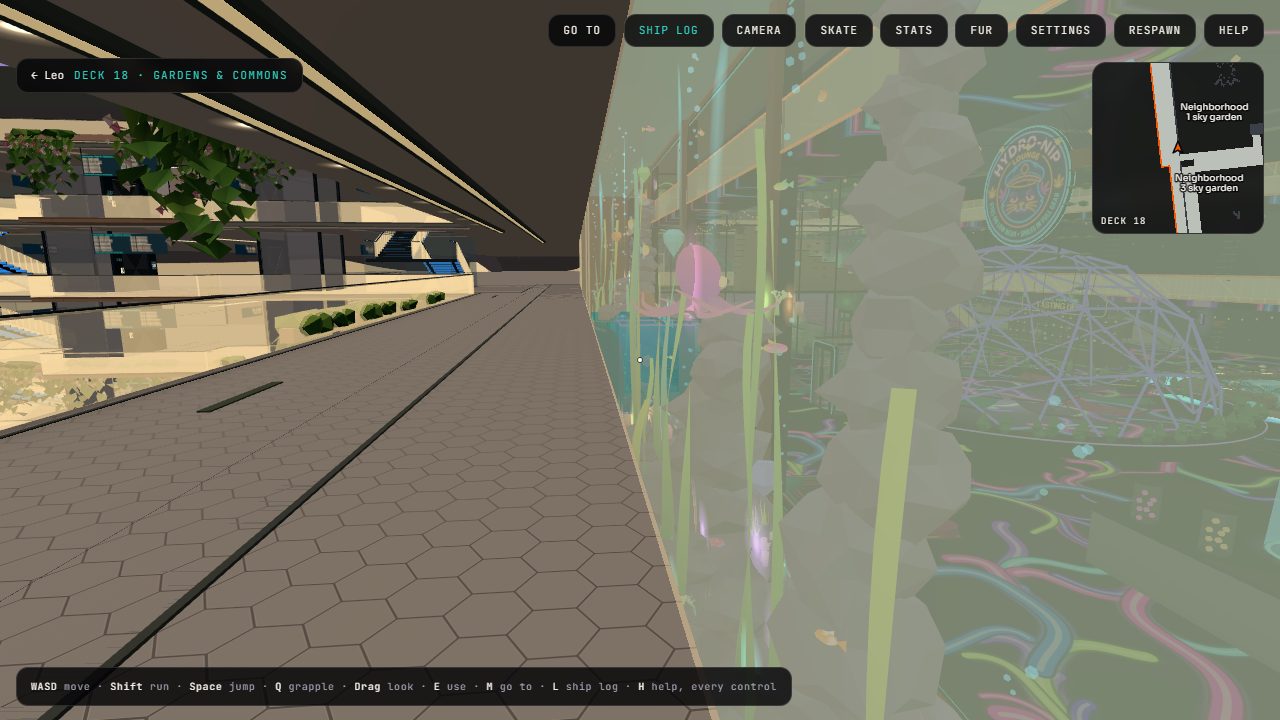 GO TO
SHIP LOG
CAMERA
SKATE
STATS
FUR
SETTINGS
RESPAWN
HELP
← Leo DECK 18 · GARDENS & COMMONS
Neighborhood
1 sky garden
Neighborhood
3 sky garden
DECK 18
HYDRO-NIP
LOUNGE
WASD move · Shift run · Space jump · Q grapple · Drag look · E use · M go to · L ship log · H help, every control